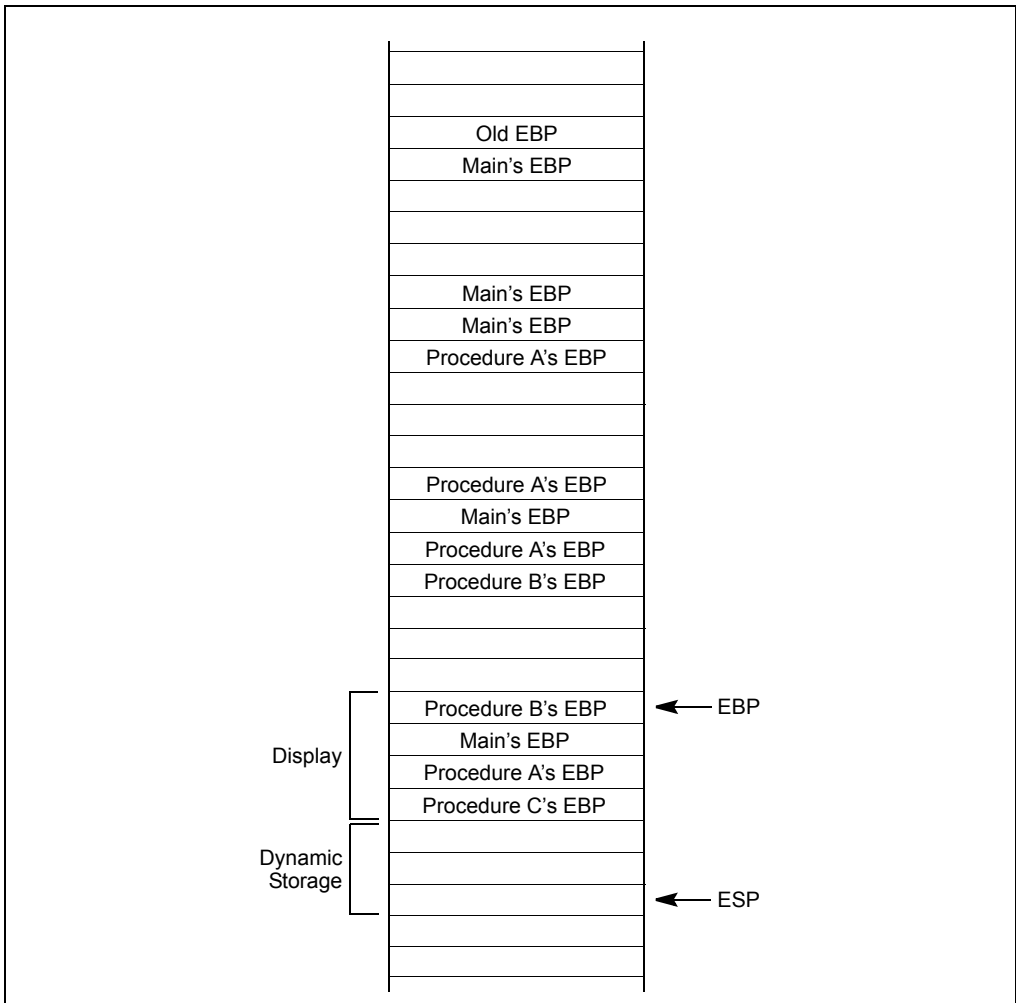 Old EBP
Main’s EBP
Main’s EBP
Main’s EBP
Procedure A’s EBP
Procedure A’s EBP
Main’s EBP
Procedure A’s EBP
Procedure B’s EBP
Display
Procedure B’s EBP
EBP
Main’s EBP
Procedure A’s EBP
Procedure C’s EBP
Dynamic
Storage
ESP